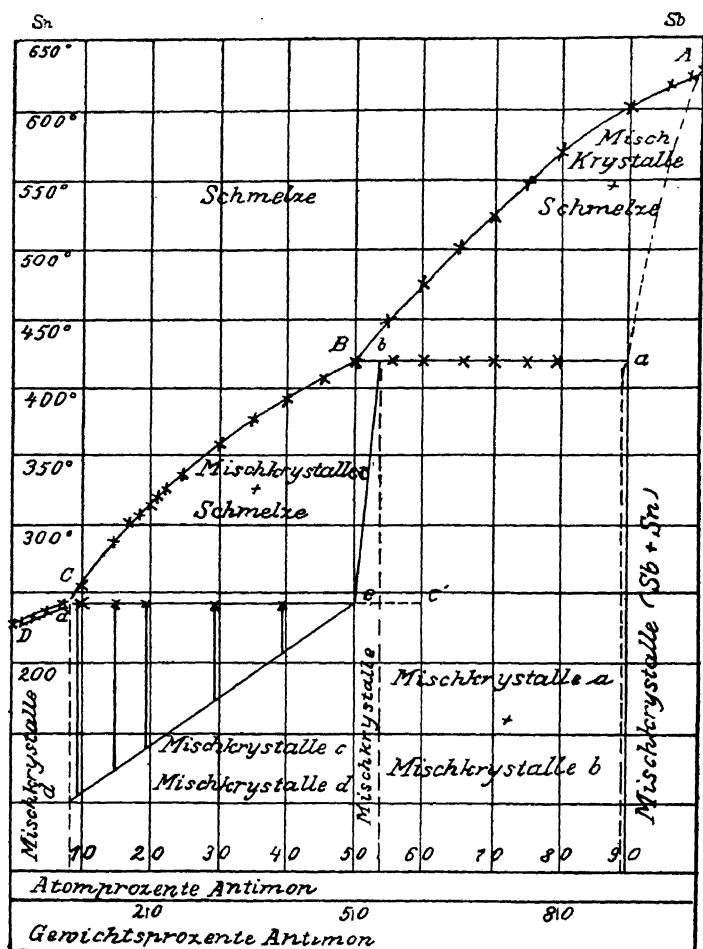 Sn Sb
650°
A
600°
Misch
Krystalle
+
Schmelze
550°
Schmelze
500°
450°
B b a
400°
350°
Mischkrystalle c
+
Schmelze
300°
C
D d e c'
200
Mischkrystalle a
+
Mischkrystalle b
Mischkrystalle c
Mischkrystalle d
Mischkrystalle
d
Mischkrystalle
Mischkrystalle (Sb + Sn)
10 20 30 40 50 60 70 80 90
Atomprozente Antimon
20 50 80
Gewichtsprozente Antimon